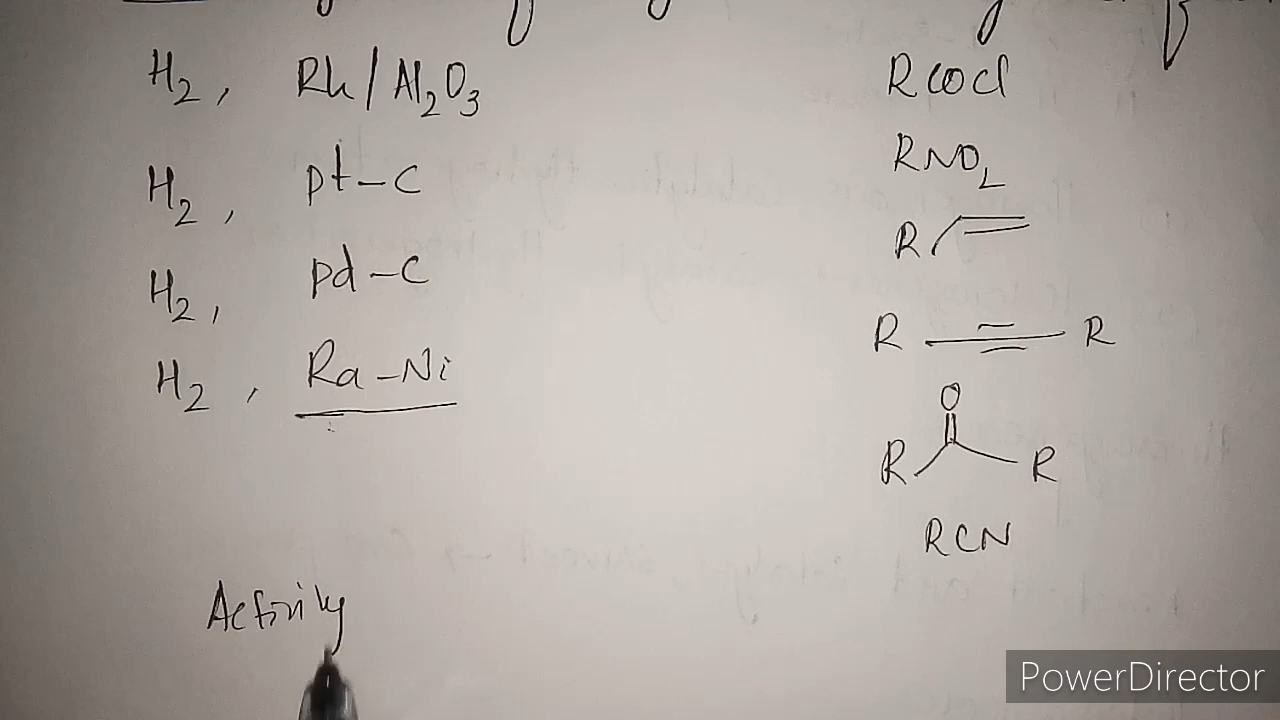 H2, Rh/Al2O3
H2, pt-C
H2, pd-C
H2, Ra-Ni
Activity
RCOCl
RNO2
R
R R
O
R R
RCN
PowerDirector